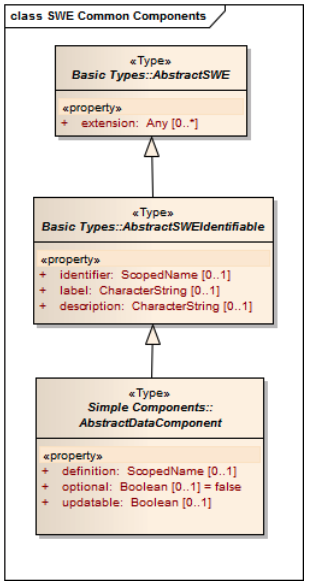 class SWE Common Components
«Type»
Basic Types::AbstractSWE
«property»
+ extension: Any [0..*]
«Type»
Basic Types::AbstractSWEIdentifiable
«property»
+ identifier: ScopedName [0..1]
+ label: CharacterString [0..1]
+ description: CharacterString [0..1]
«Type»
Simple Components::
AbstractDataComponent
«property»
+ definition: ScopedName [0..1]
+ optional: Boolean [0..1] = false
+ updatable: Boolean [0..1]